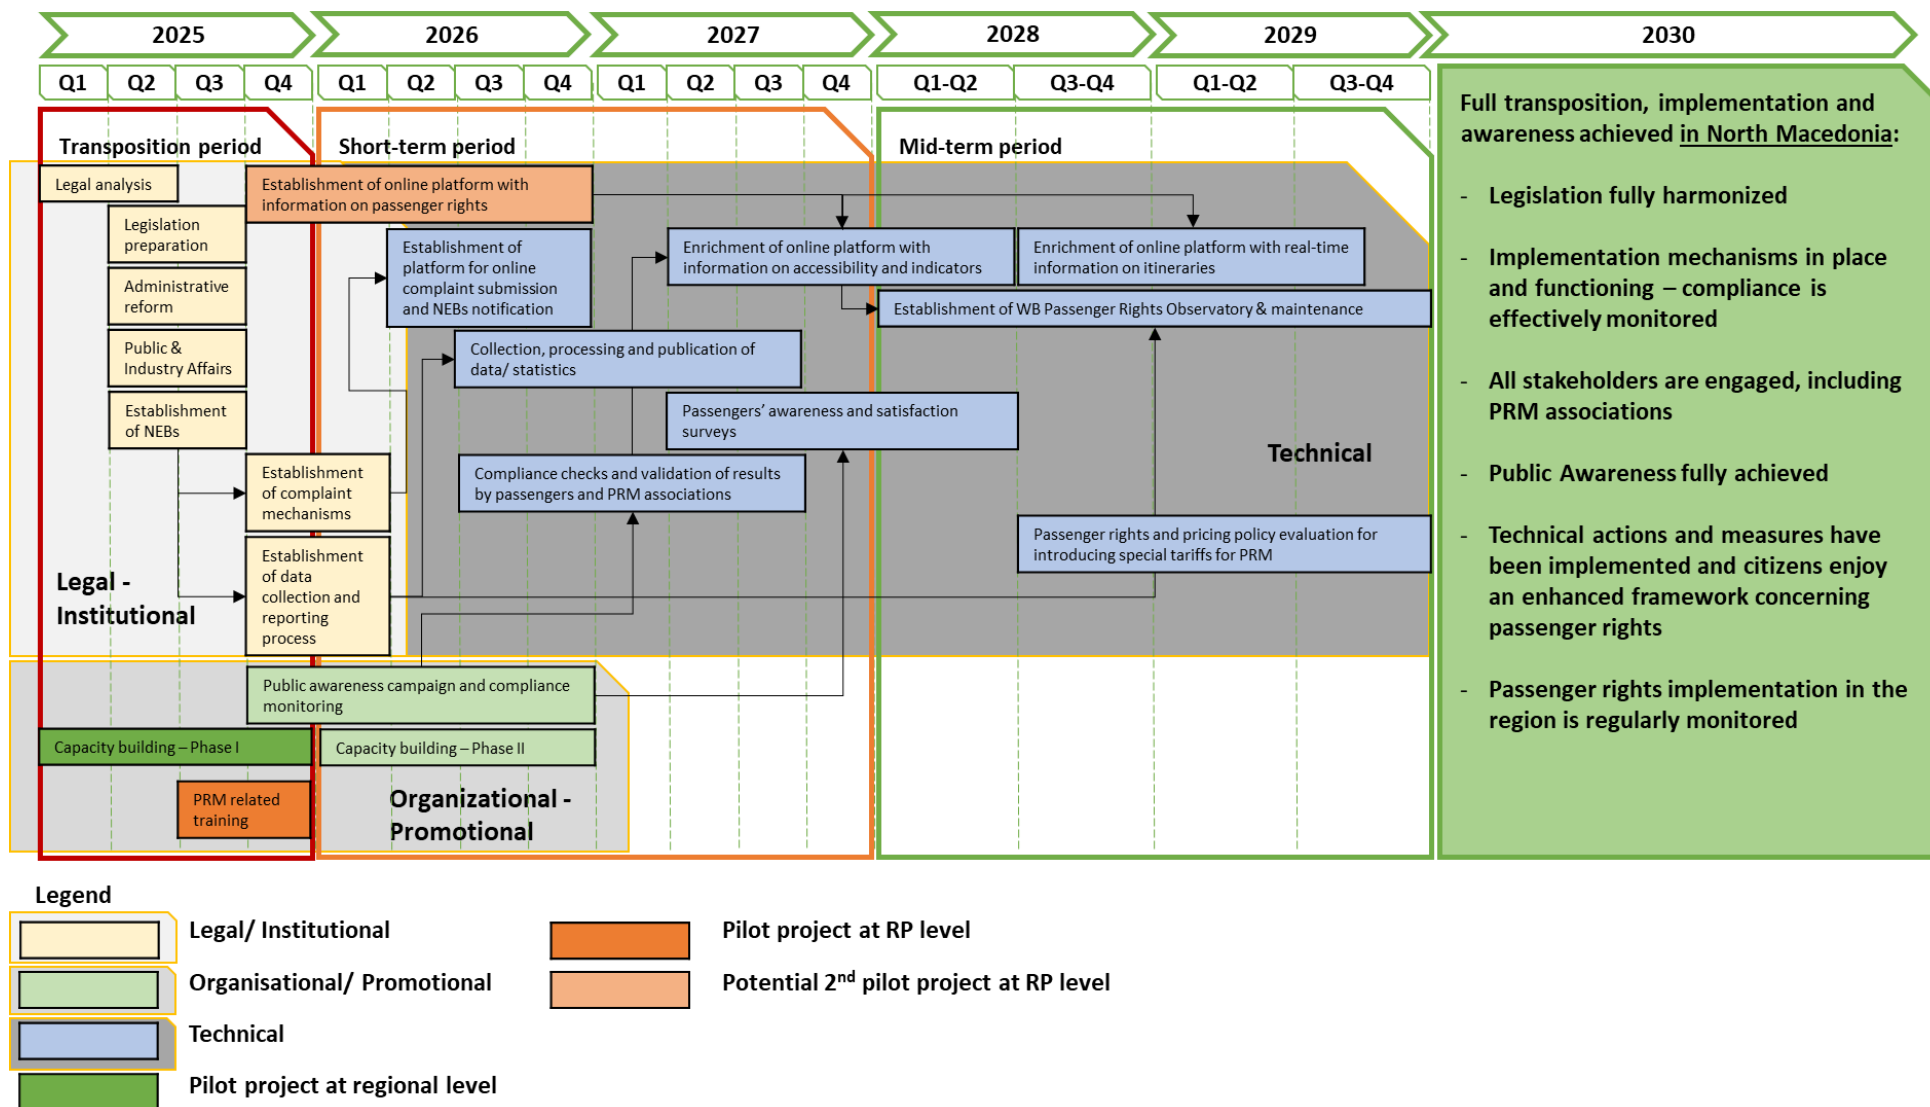 2025
2026
2027
2028
2029
2030
Q1
Q2
Q3
Q4
Q1
Q2
Q3
Q4
Q1
Q2
Q3
Q4
Q1-Q2
Q3-Q4
Q1-Q2
Q3-Q4
Transposition period
Short-term period
Mid-term period
Legal analysis
Legislation
preparation
Administrative
reform
Public &
Industry Affairs
Establishment
of NEBs
Establishment
of complaint
mechanisms
Establishment
of data
collection and
reporting
process
Legal -
Institutional
Establishment of online platform with
information on passenger rights
Establishment of
platform for online
complaint submission
and NEBs notification
Enrichment of online platform with
information on accessibility and indicators
Enrichment of online platform with real-time
information on itineraries
Establishment of WB Passenger Rights Observatory & maintenance
Collection, processing and publication of
data/ statistics
Passengers’ awareness and satisfaction
surveys
Compliance checks and validation of results
by passengers and PRM associations
Technical
Passenger rights and pricing policy evaluation for
introducing special tariffs for PRM
Public awareness campaign and compliance
monitoring
Capacity building – Phase I
Capacity building – Phase II
PRM related
training
Organizational -
Promotional
Full transposition, implementation and
awareness achieved in North Macedonia:
- Legislation fully harmonized
- Implementation mechanisms in place
and functioning – compliance is
effectively monitored
- All stakeholders are engaged, including
PRM associations
- Public Awareness fully achieved
- Technical actions and measures have
been implemented and citizens enjoy
an enhanced framework concerning
passenger rights
- Passenger rights implementation in the
region is regularly monitored
Legend
Legal/ Institutional
Organisational/ Promotional
Technical
Pilot project at regional level
Pilot project at RP level
Potential 2nd pilot project at RP level